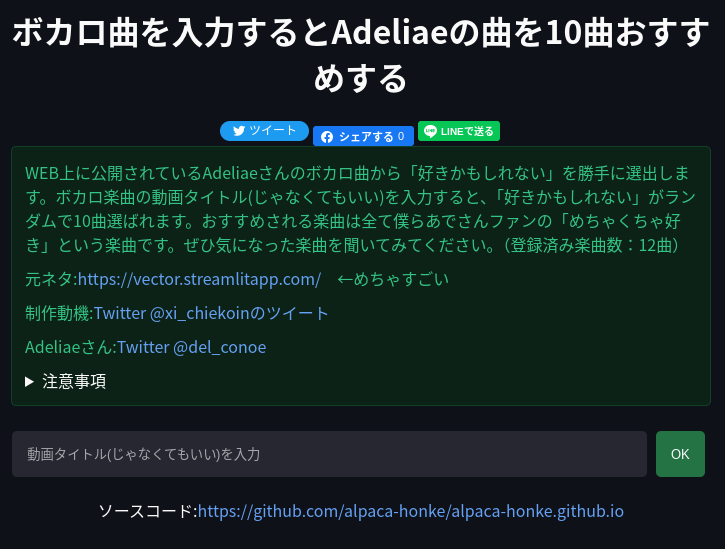 ボカロ曲を入力するとAdeliaeの曲を10曲おすす
めする
ツイート
シェアする 0
LINEで送る
WEB上に公開されているAdeliaeさんのボカロ曲から「好きかもしれない」を勝手に選出しま
す。ボカロ楽曲の動画タイトル(じゃなくてもいい)を入力すると、「好きかもしれない」がラン
ダムで10曲選ばれます。おすすめされる楽曲は全て僕らあでさんファンの「めちゃくちゃ好
き」という楽曲です。ぜひ気になった楽曲を聞いてみてください。（登録済み楽曲数：12曲）
元ネタ:https://vector.streamlitapp.com/　←めちゃすごい
制作動機:Twitter @xi_chiekoinのツイート
Adeliaeさん:Twitter @del_conoe
▶ 注意事項
動画タイトル(じゃなくてもいい)を入力
OK
ソースコード:https://github.com/alpaca-honke/alpaca-honke.github.io